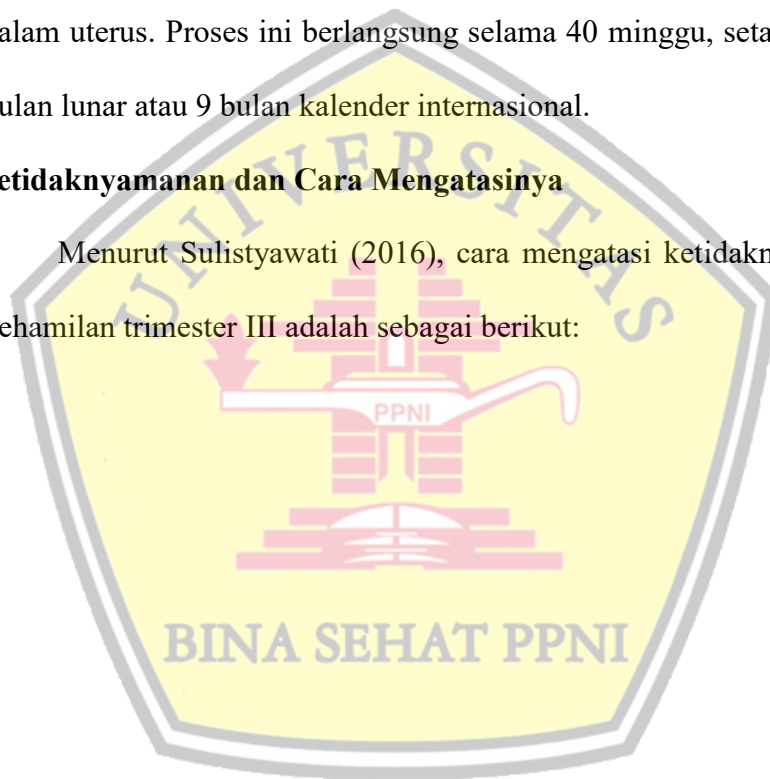 alam uterus. Proses ini berlangsung selama 40 minggu, seta
ulan lunar atau 9 bulan kalender internasional.
etidaknyamanan dan Cara Mengatasinya
Menurut Sulistyawati (2016), cara mengatasi ketidakn
ehamilan trimester III adalah sebagai berikut:
UNIVERSITAS
PPNI
BINA SEHAT PPNI